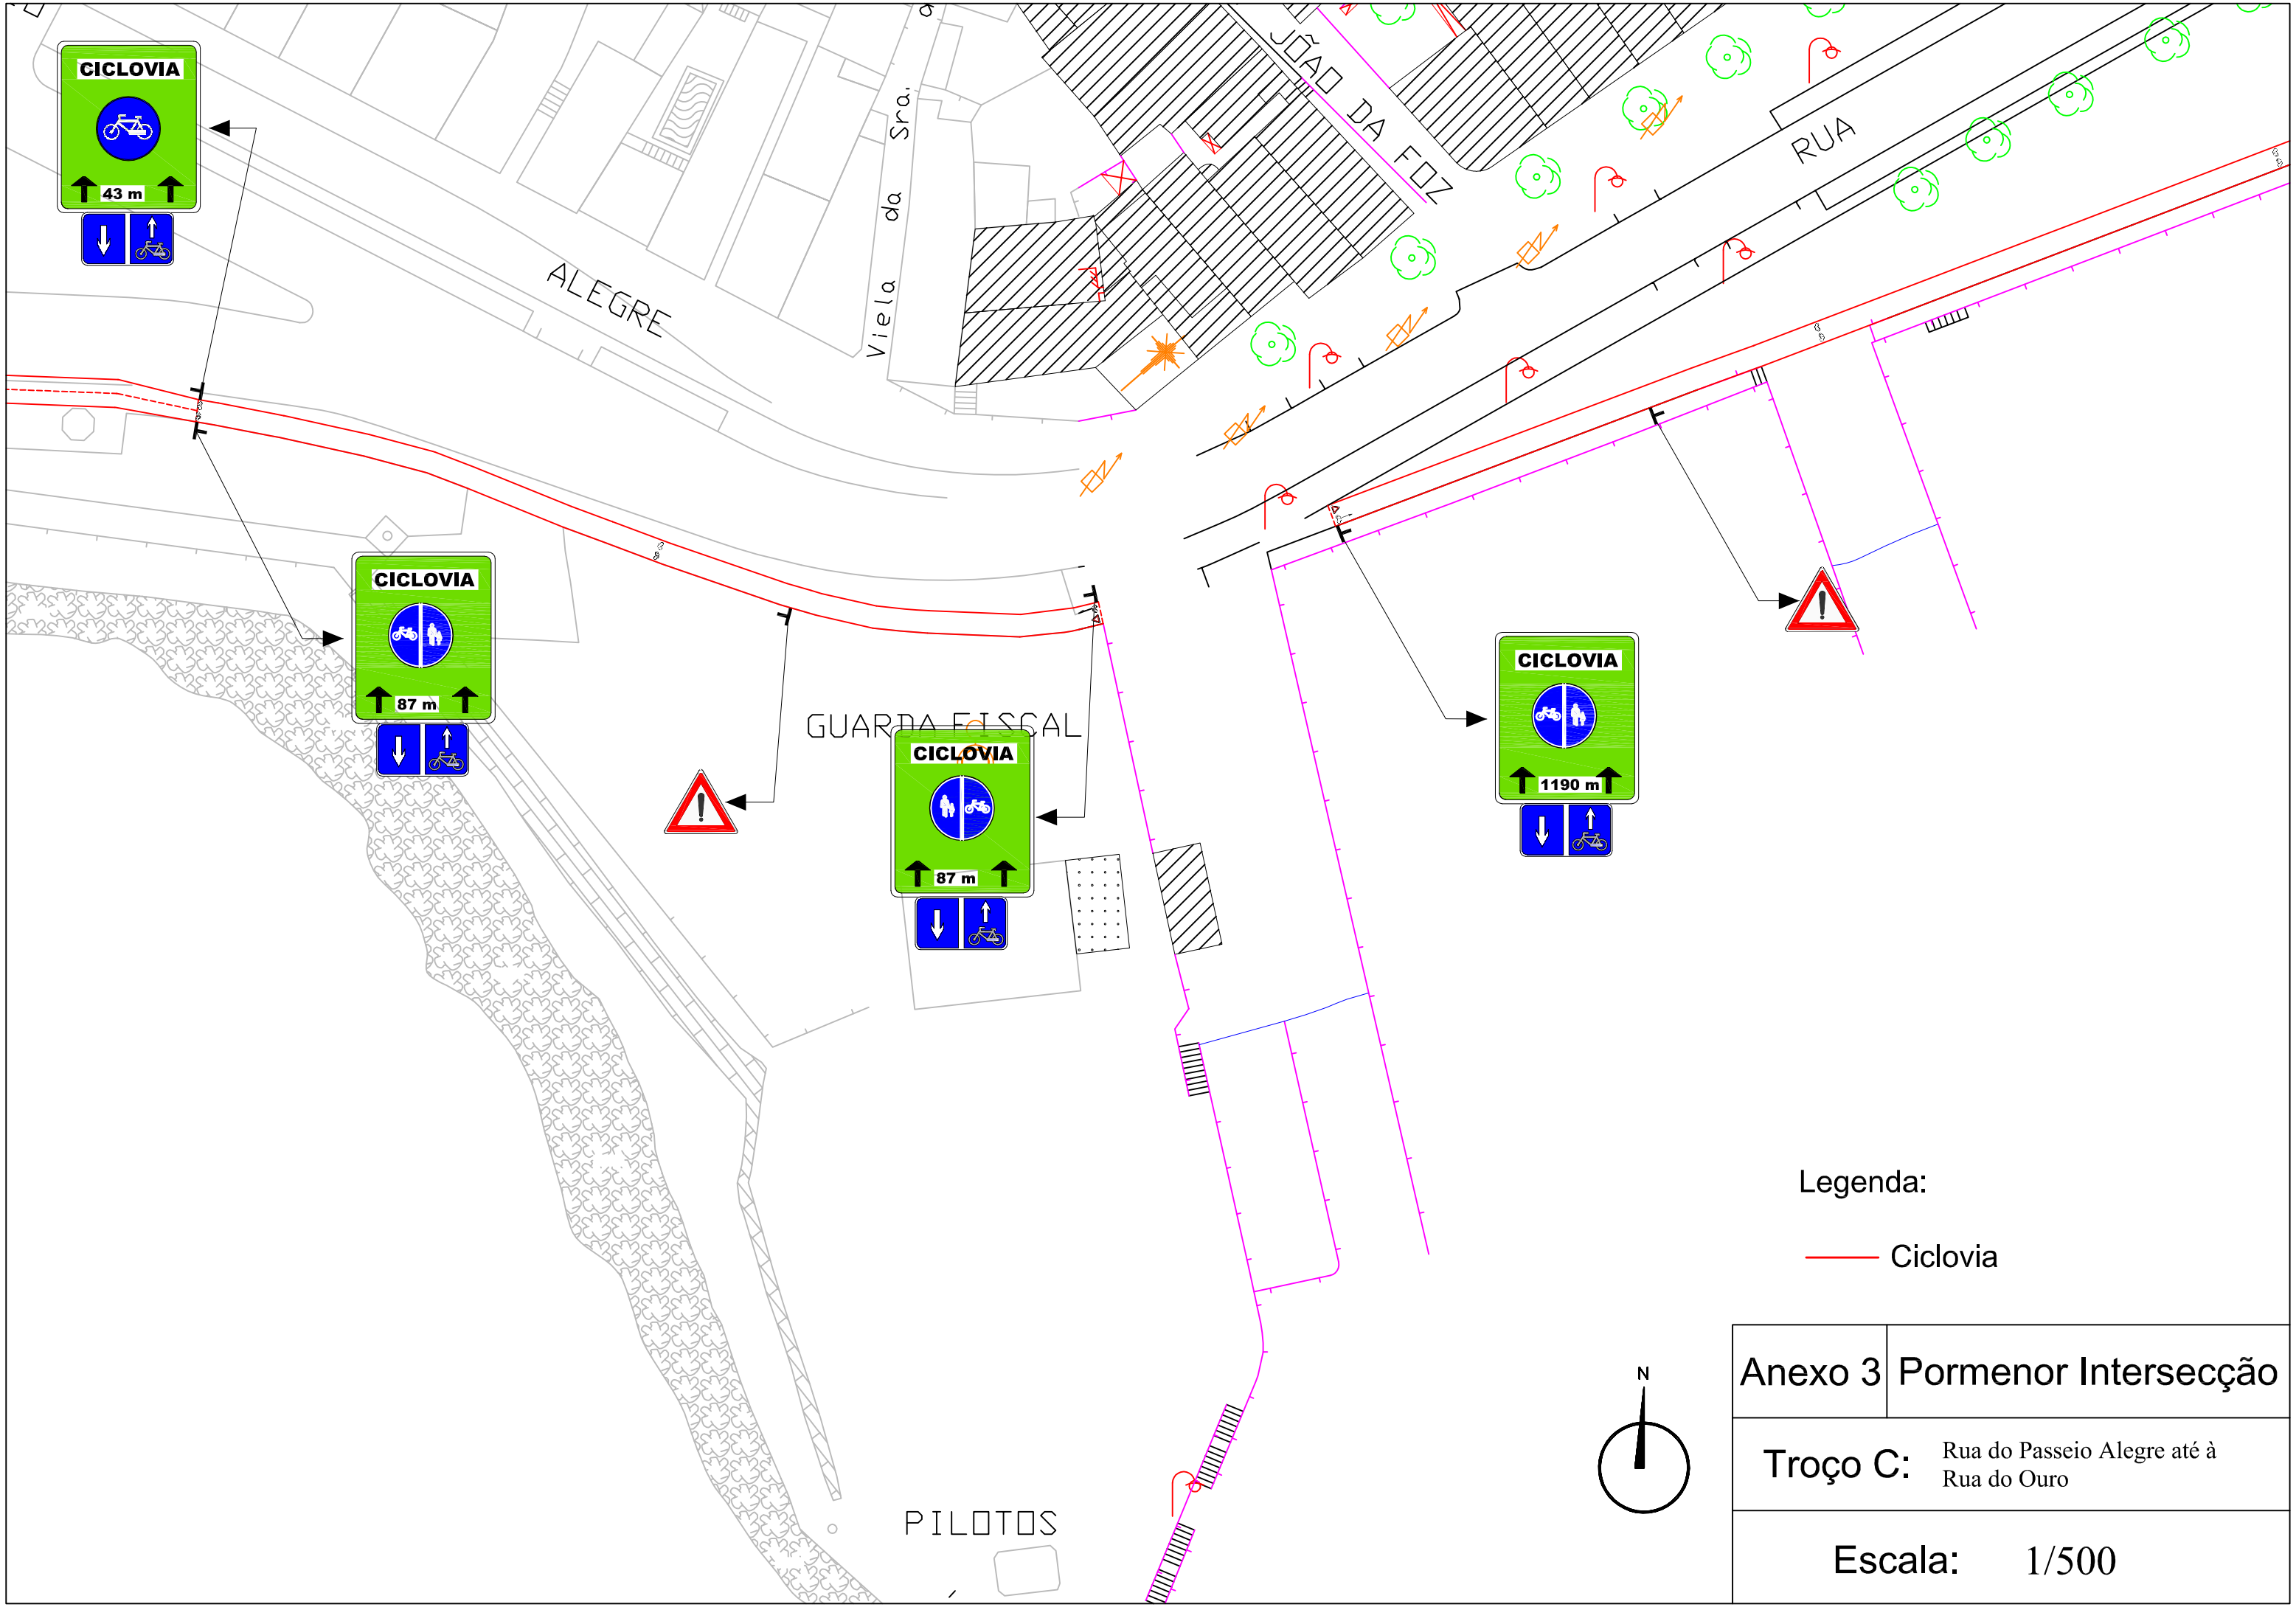 CICLOVIA
43 m
ALEGRE
Viela da Sra.
JÕAO DA FOZ
RUA
CICLOVIA
87 m
GUARDA FISCAL
CICLOVIA
87 m
CICLOVIA
1190 m
PILOTOS
Legenda:
Ciclovia
N
Anexo 3
Pormenor Intersecção
Troço C:
Rua do Passeio Alegre até à
Rua do Ouro
Escala: 1/500